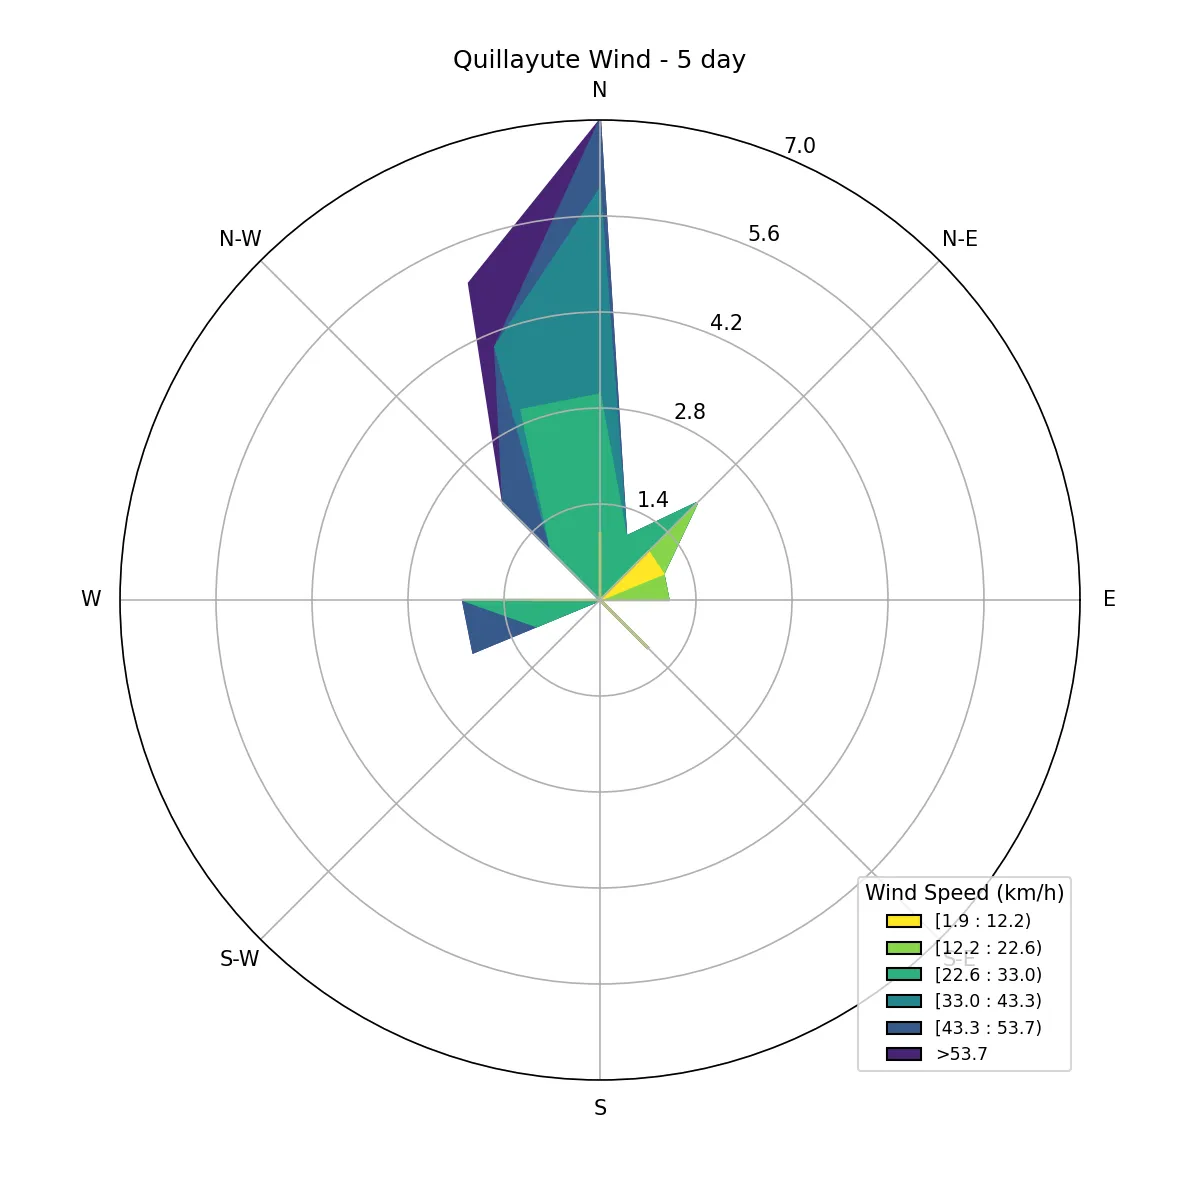 Quillayute Wind - 5 day
N
7.0
N-W
5.6
N-E
4.2
2.8
1.4
W
E
Wind Speed (km/h)
[1.9 : 12.2)
[12.2 : 22.6)
S-W
S-E
[22.6 : 33.0)
[33.0 : 43.3)
[43.3 : 53.7)
>53.7
S